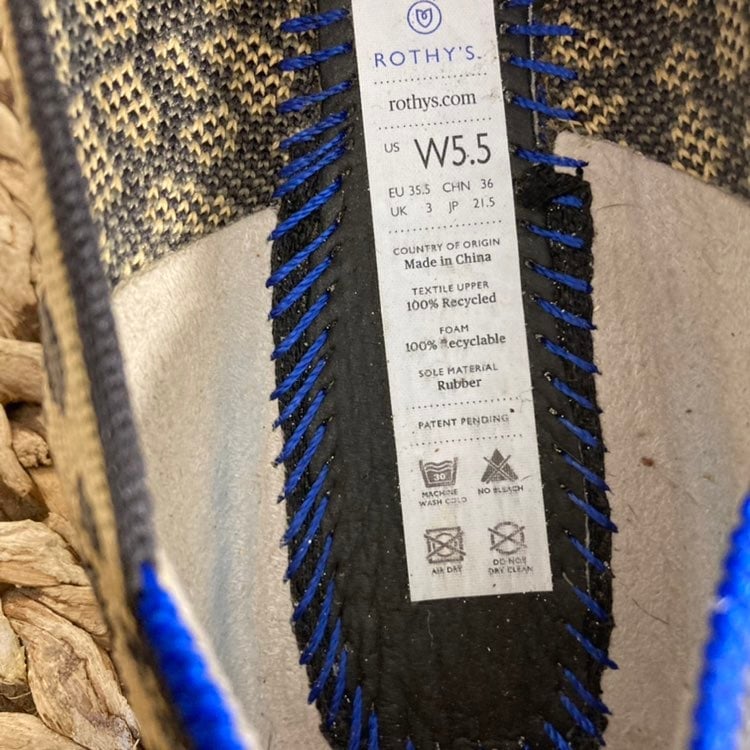 ROTHY'S
rothys.com
US W5.5
EU 35.5 CHN 36
UK 3 JP 21.5
COUNTRY OF ORIGIN
Made in China
TEXTILE UPPER
100% Recycled
FOAM
100% Recyclable
SOLE MATERIAL
Rubber
PATENT PENDING
30
MACHINE WASH COLD
NO BLEACH
AIR DRY
DO NOT DRY CLEAN